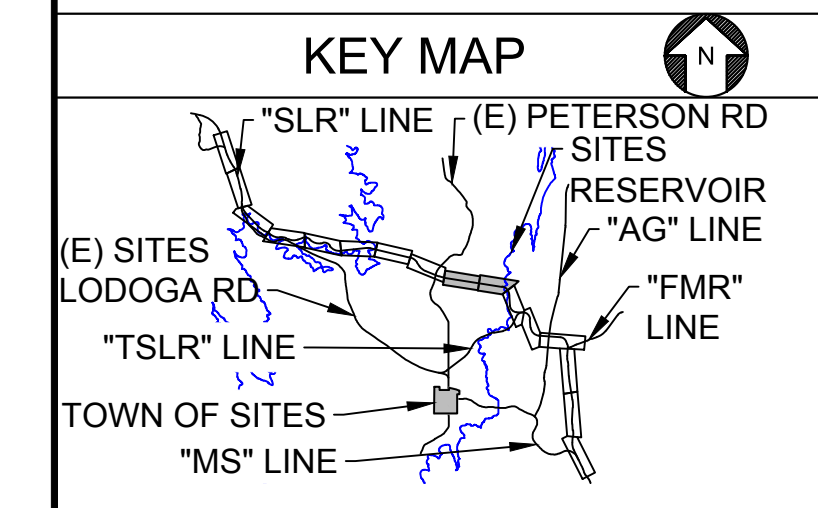 KEY MAP
N
"SLR" LINE
(E) PETERSON RD
SITES
RESERVOIR
"AG" LINE
(E) SITES
LODOGA RD
"FMR"
LINE
"TSLR" LINE
TOWN OF SITES
"MS" LINE